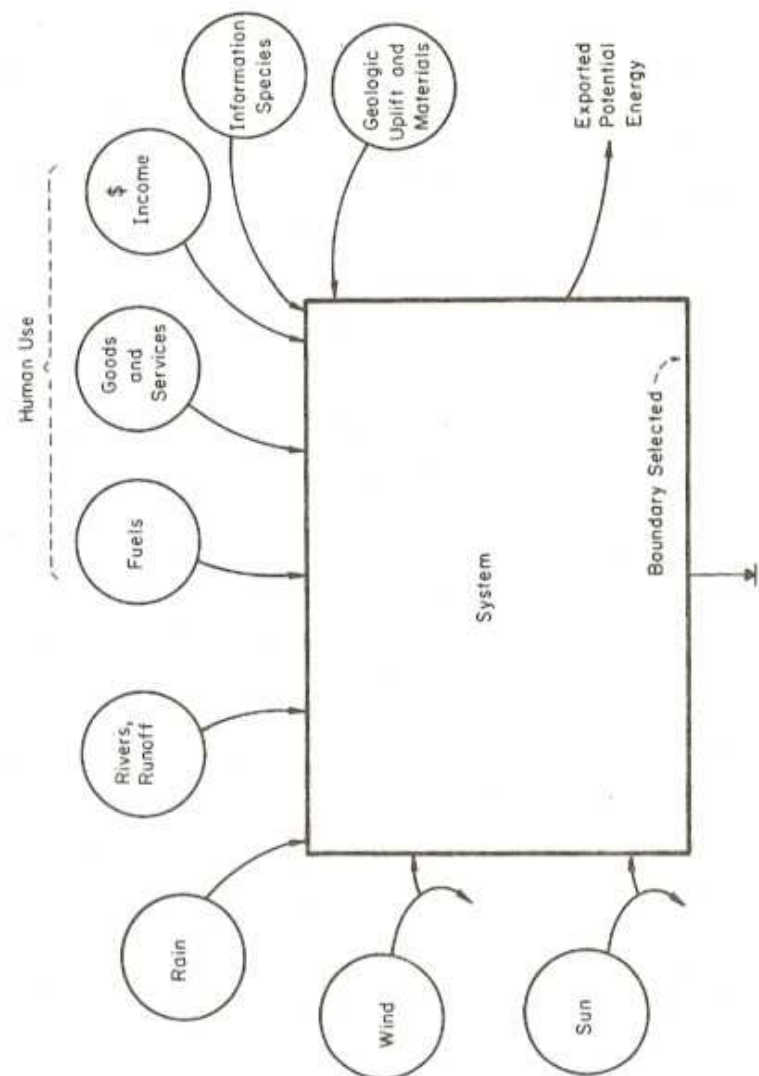 Human Use
Sun
Wind
Rain
Rivers,
Runoff
Fuels
Goods
and
Services
$
Income
Information
Species
Geologic
Uplift and
Materials
System
Boundary Selected
Exported
Potential
Energy